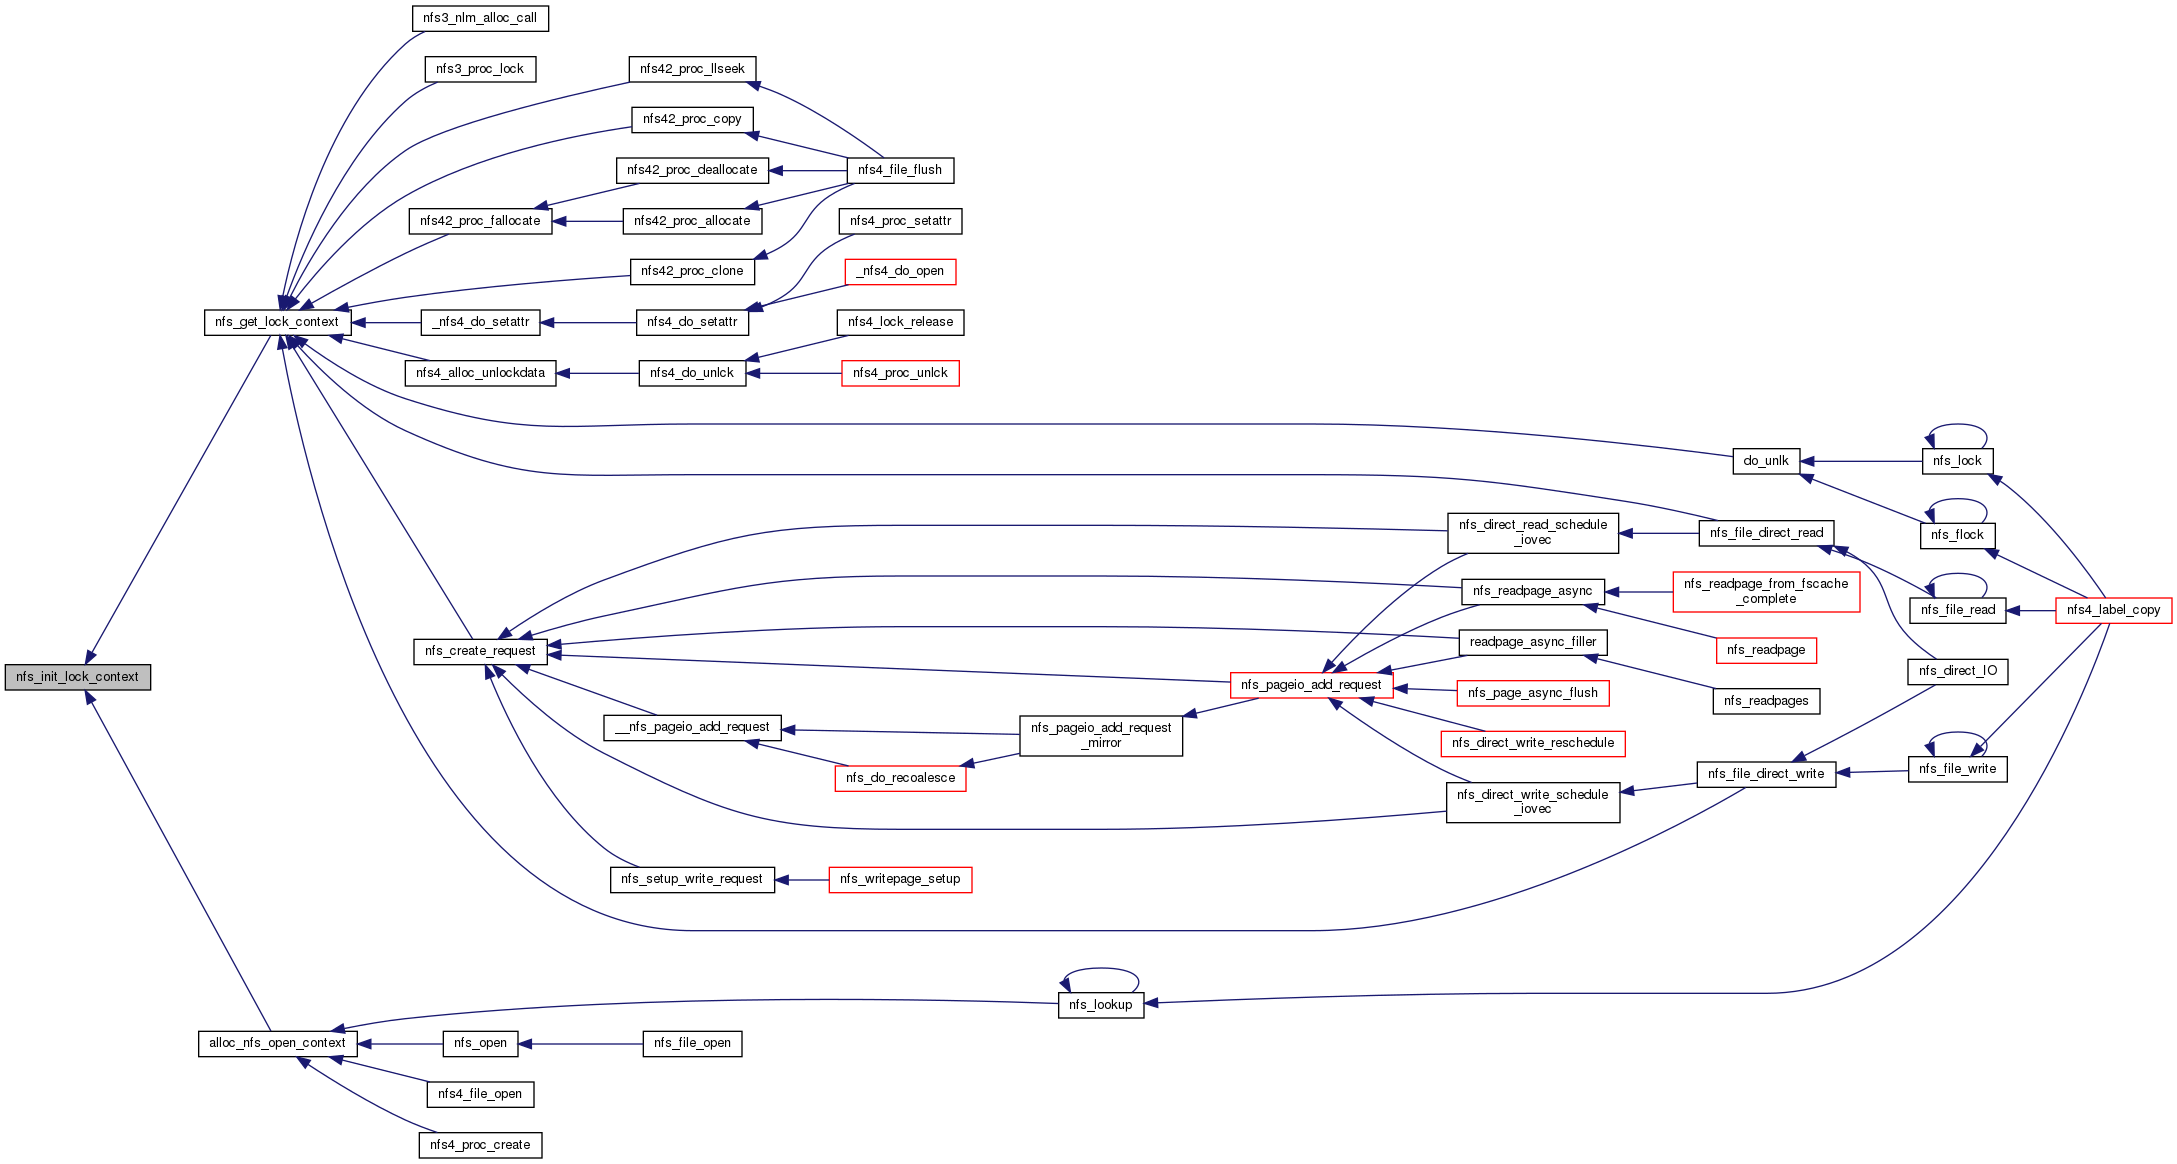 nfs3_nlm_alloc_call
nfs3_proc_lock
nfs42_proc_llseek
nfs42_proc_copy
nfs42_proc_deallocate
nfs4_file_flush
nfs42_proc_fallocate
nfs42_proc_allocate
nfs4_proc_setattr
nfs42_proc_clone
_nfs4_do_open
nfs_get_lock_context
_nfs4_do_setattr
nfs4_do_setattr
nfs4_lock_release
nfs4_alloc_unlockdata
nfs4_do_unlck
nfs4_proc_unlck
do_unlk
nfs_lock
nfs_direct_read_schedule
_iovec
nfs_file_direct_read
nfs_flock
nfs_readpage_async
nfs_readpage_from_fscache
_complete
nfs_file_read
nfs4_label_copy
nfs_create_request
readpage_async_filler
nfs_readpage
nfs_init_lock_context
nfs_pageio_add_request
nfs_page_async_flush
nfs_direct_IO
nfs_readpages
__nfs_pageio_add_request
nfs_pageio_add_request
_mirror
nfs_direct_write_reschedule
nfs_do_recoalesce
nfs_file_direct_write
nfs_file_write
nfs_direct_write_schedule
_iovec
nfs_setup_write_request
nfs_writepage_setup
nfs_lookup
alloc_nfs_open_context
nfs_open
nfs_file_open
nfs4_file_open
nfs4_proc_create